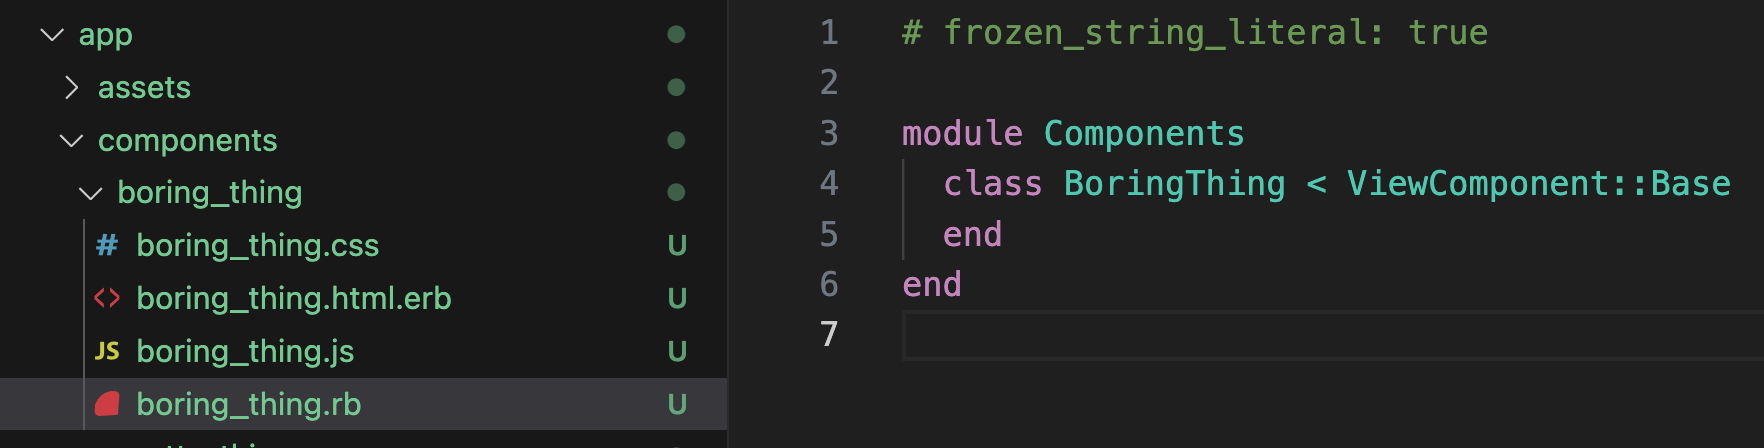 app
assets
components
boring_thing
# boring_thing.css U
<> boring_thing.html.erb U
JS boring_thing.js U
boring_thing.rb U
1 # frozen_string_literal: true
2
3 module Components
4   class BoringThing < ViewComponent::Base
5   end
6 end
7